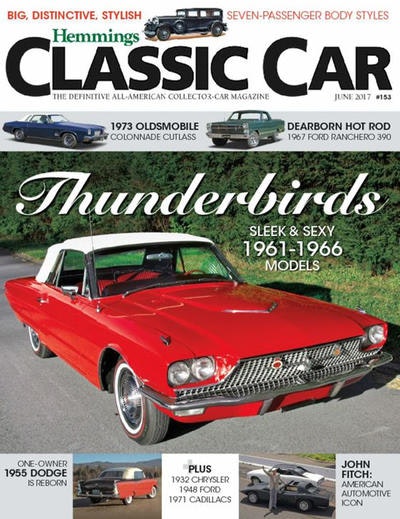 BIG, DISTINCTIVE, STYLISH
SEVEN-PASSENGER BODY STYLES
Hemmings
CLASSIC CAR
THE DEFINITIVE ALL-AMERICAN COLLECTOR-CAR MAGAZINE
JUNE 2017 #153
1973 OLDSMOBILE
COLONNADE CUTLASS
DEARBORN HOT ROD
1967 FORD RANCHERO 390
Thunderbirds
SLEEK & SEXY
1961-1966
MODELS
ONE-OWNER
1955 DODGE
IS REBORN
PLUS
1932 CHRYSLER
1948 FORD
1971 CADILLACS
JOHN
FITCH:
AMERICAN
AUTOMOTIVE
ICON